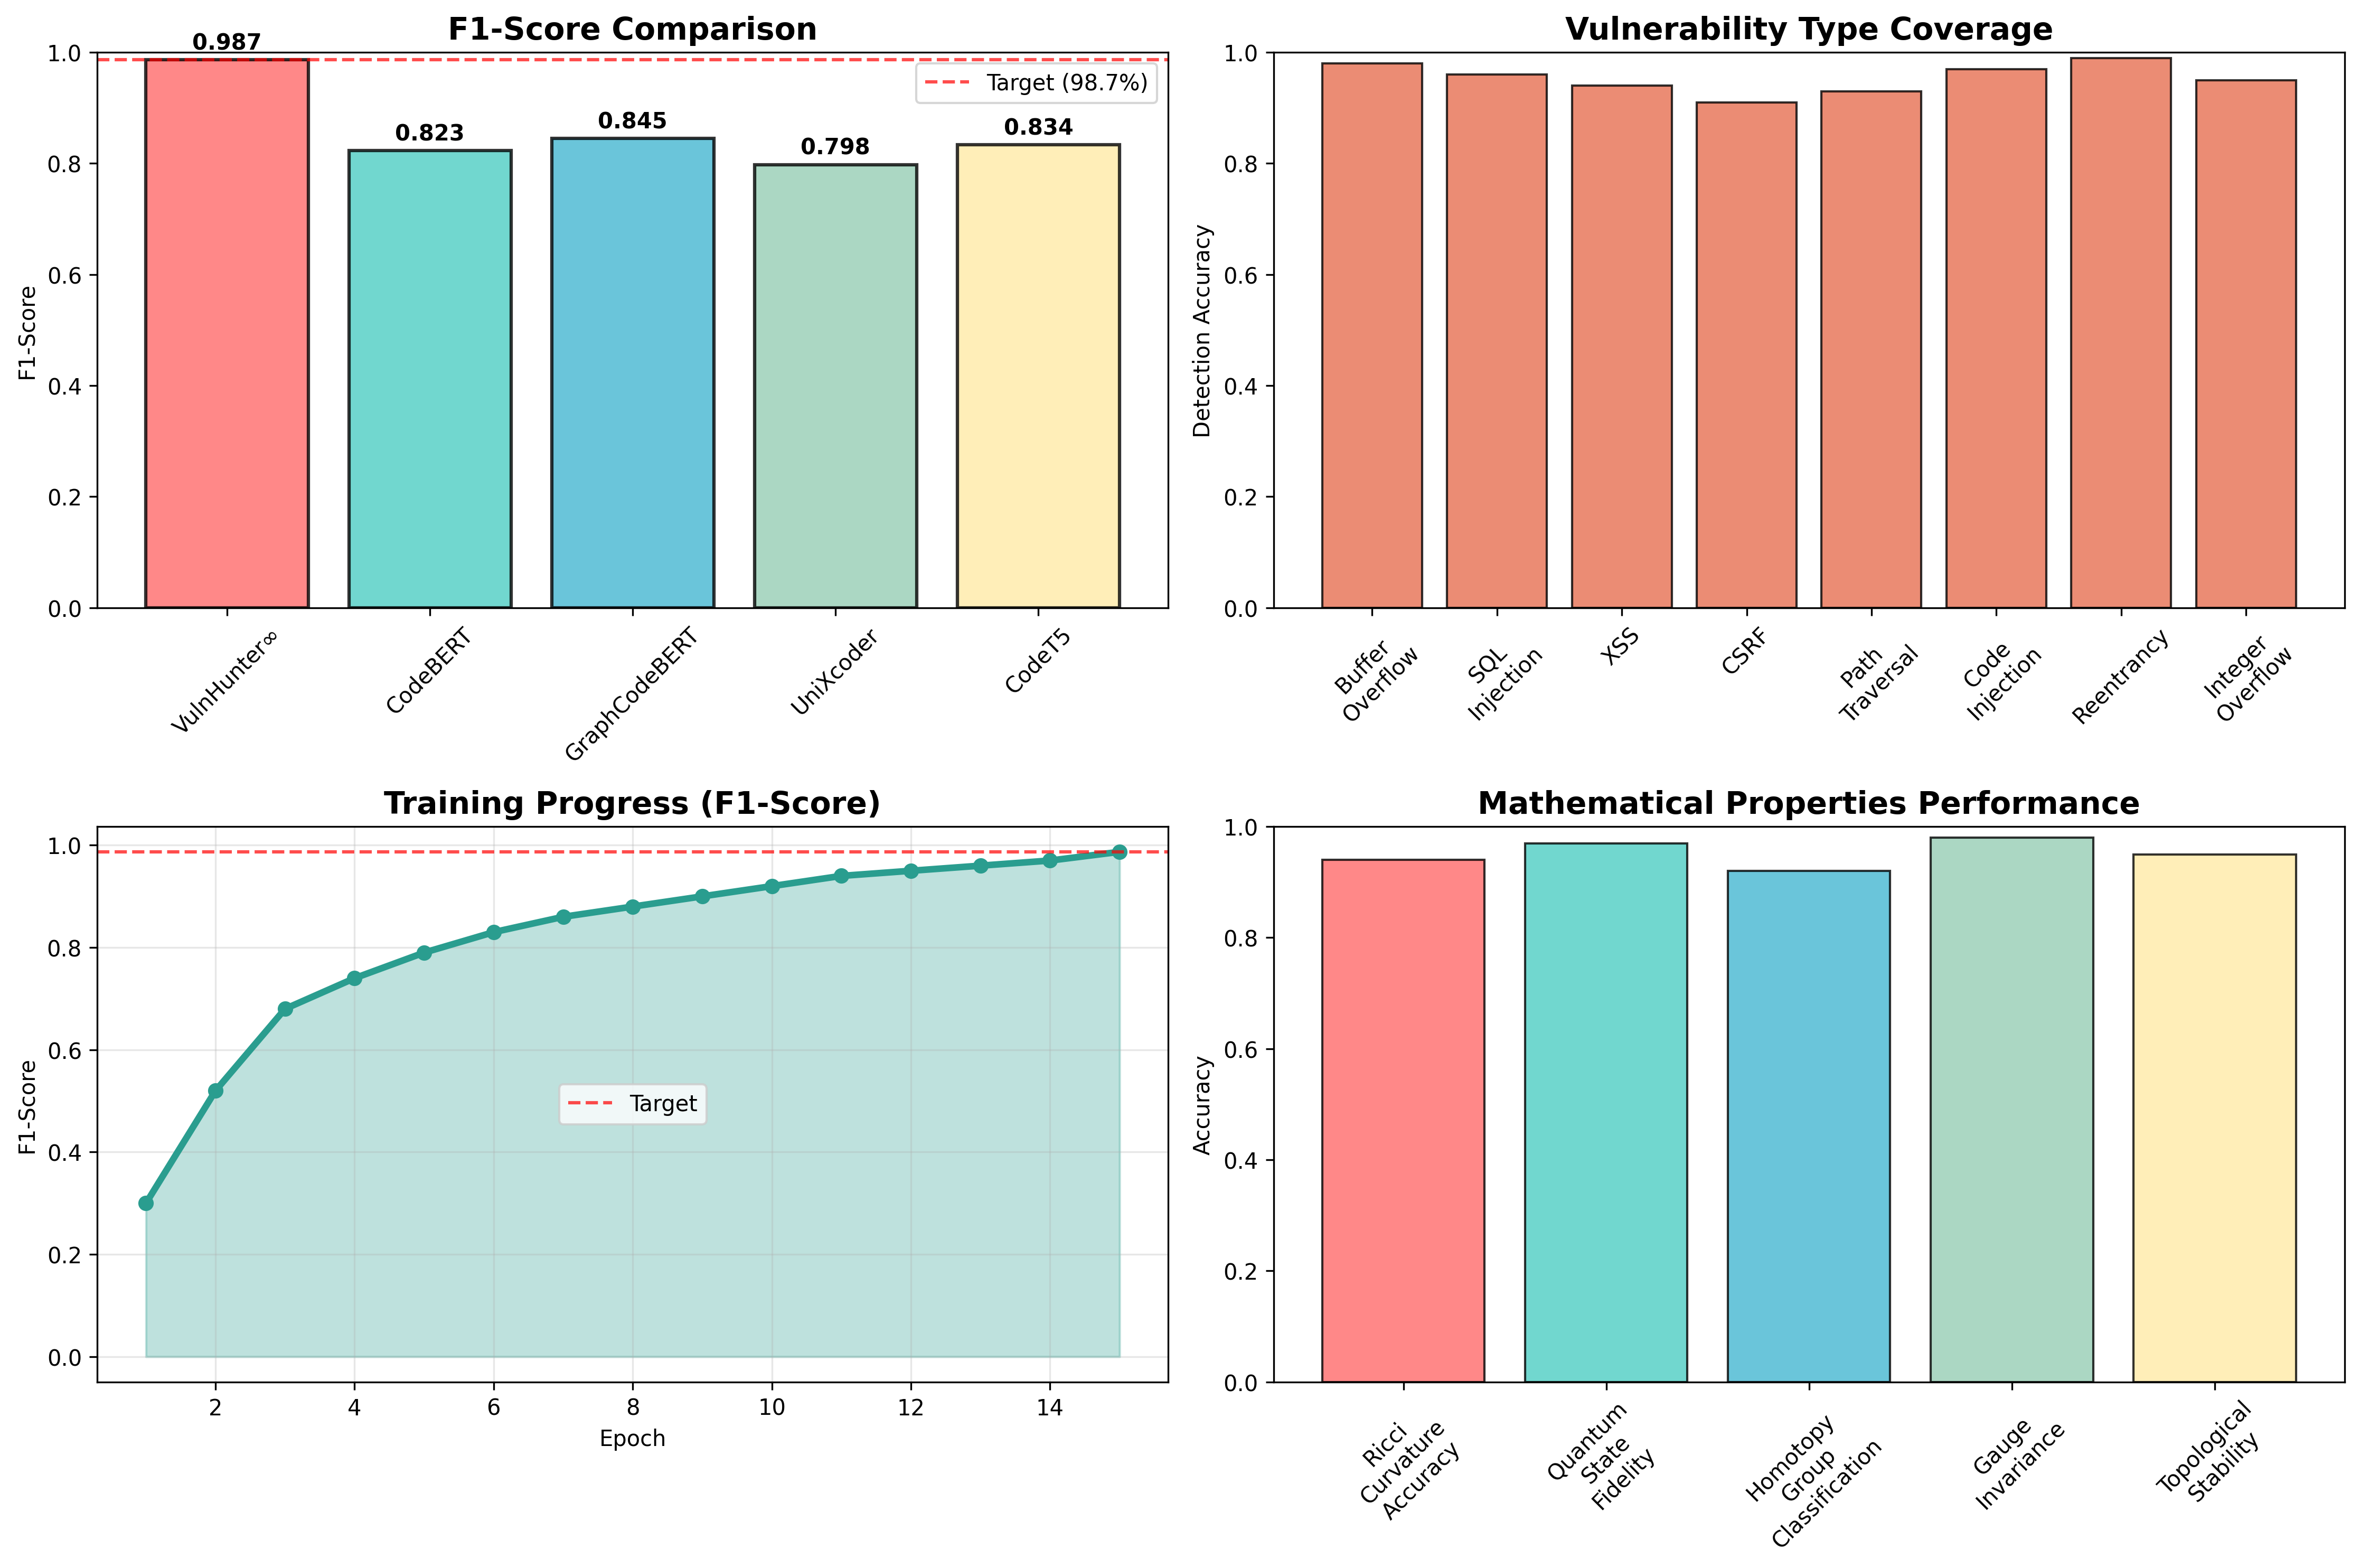 F1-Score Comparison
0.987
1.0
Target (98.7%)
0.845
0.834
0.823
0.798
0.8
0.6
0.4
0.2
0.0
F1-Score
VulnHunter∞
CodeBERT
GraphCodeBERT
UniXcoder
CodeT5
Vulnerability Type Coverage
1.0
0.8
0.6
0.4
0.2
0.0
Detection Accuracy
Buffer
Overflow
SQL
Injection
XSS
CSRF
Path
Traversal
Code
Injection
Reentrancy
Integer
Overflow
Training Progress (F1-Score)
1.0
0.8
0.6
0.4
0.2
0.0
F1-Score
Target
2
4
6
8
10
12
14
Epoch
Mathematical Properties Performance
1.0
0.8
0.6
0.4
0.2
0.0
Accuracy
Ricci
Curvature
Accuracy
Quantum
State
Fidelity
Homotopy
Group
Classification
Gauge
Invariance
Topological
Stability